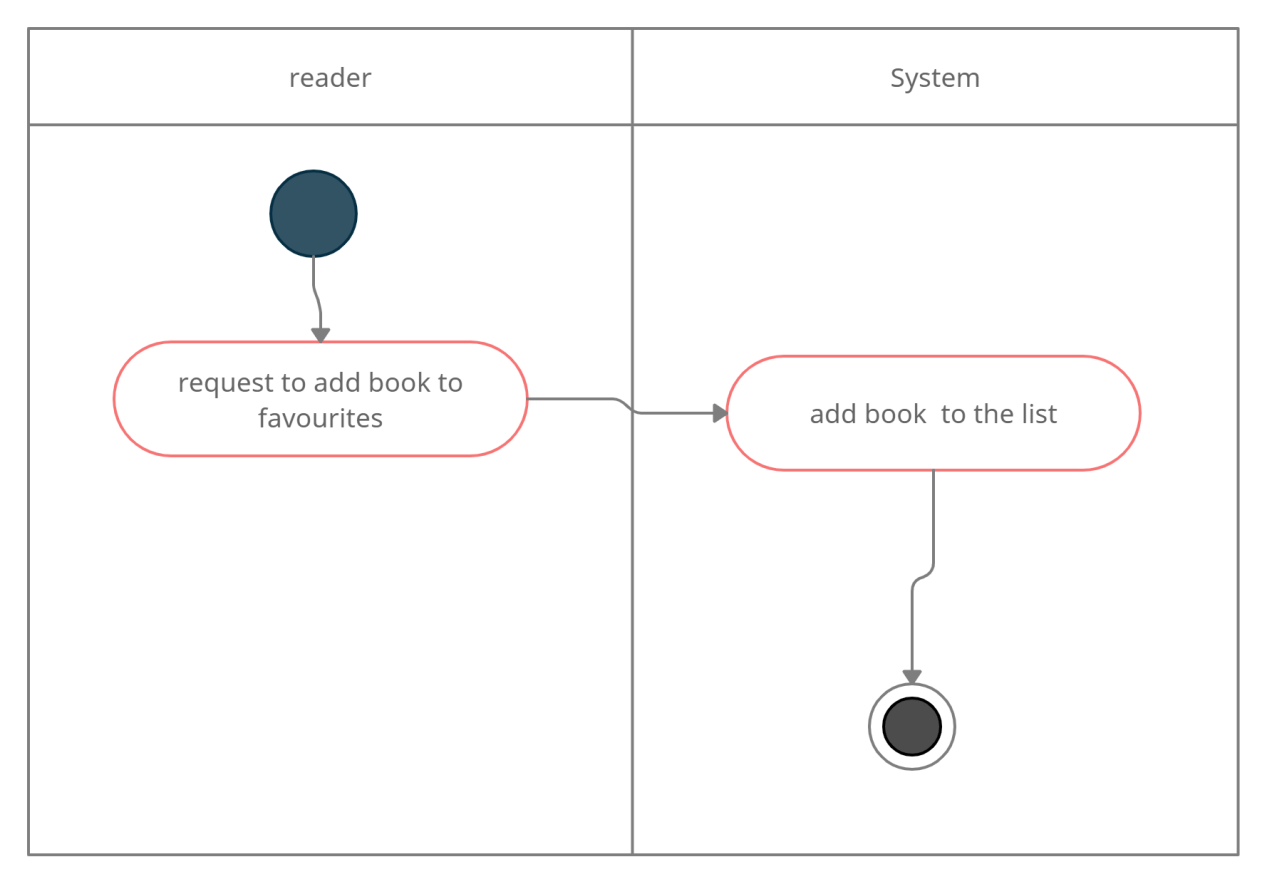 reader
System
request to add book to
favourites
add book  to the list